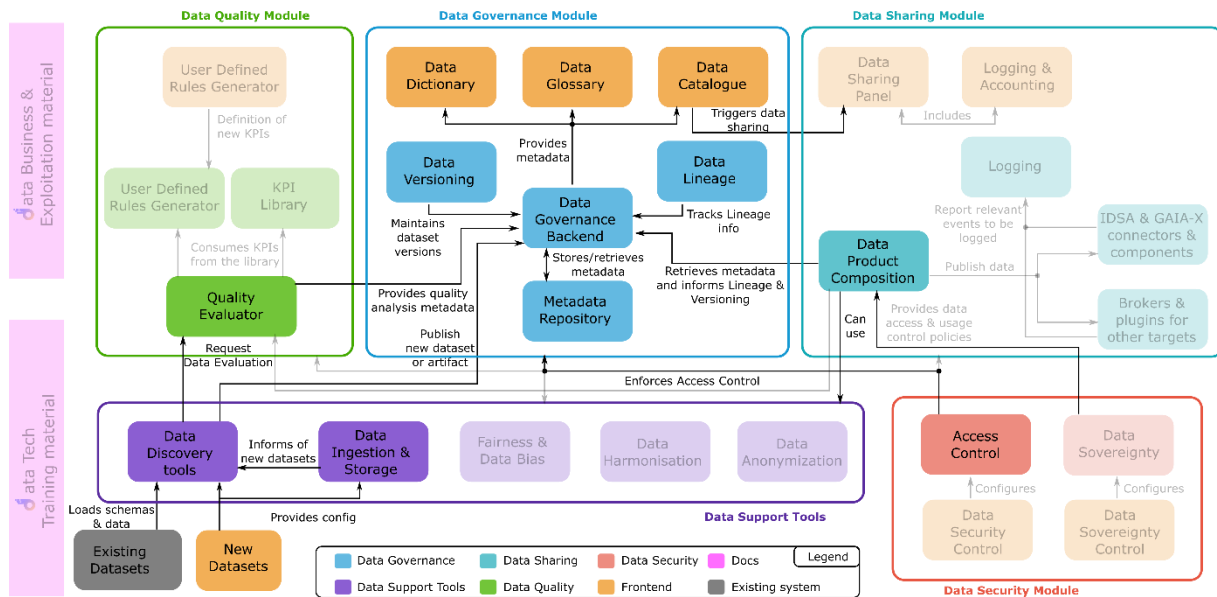 Data Quality Module
Data Governance Module
Data Sharing Module
ata Business &
Exploitation material
ata Tech
Training material
User Defined
Rules Generator
Definition of
new KPIs
User Defined
Rules Generator
KPI
Library
Consumes KPIs
from the library
Quality
Evaluator
Request
Data Evaluation
Data
Dictionary
Data
Glossary
Data
Catalogue
Triggers data
sharing
Provides
metadata
Data
Versioning
Data
Lineage
Maintains
dataset
versions
Data
Governance
Backend
Tracks Lineage
info
Stores/retrieves
metadata
Provides quality
analysis metadata
Retrieves metadata
and informs Lineage &
Versioning
Metadata
Repository
Publish
new dataset
or artifact
Data
Sharing
Panel
Logging &
Accounting
Includes
Logging
Report relevant
events to be
logged
IDSA & GAIA-X
connectors &
components
Data
Product
Composition
Publish data
Provides data
access & usage
control policies
Brokers &
plugins for
other targets
Can
use
Enforces Access Control
Data
Discovery
tools
Informs of
new datasets
Data
Ingestion &
Storage
Fairness &
Data Bias
Data
Harmonisation
Data
Anonymization
Access
Control
Data
Sovereignty
Configures
Configures
Data
Security
Control
Data
Sovereignty
Control
Loads schemas
& data
Provides config
Data Support Tools
Existing
Datasets
New
Datasets
Legend
Data Governance
Data Sharing
Data Security
Docs
Data Support Tools
Data Quality
Frontend
Existing system
Data Security Module